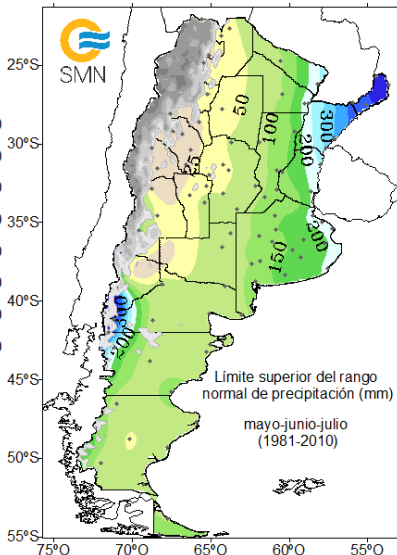 SMN
25°S
30°S
35°S
40°S
45°S
50°S
55°S
50
100
300
200
25
200
150
300
200
Límite superior del rango
normal de precipitación (mm)
mayo-junio-julio
(1981-2010)
75°O
70°O
65°O
60°O
55°O